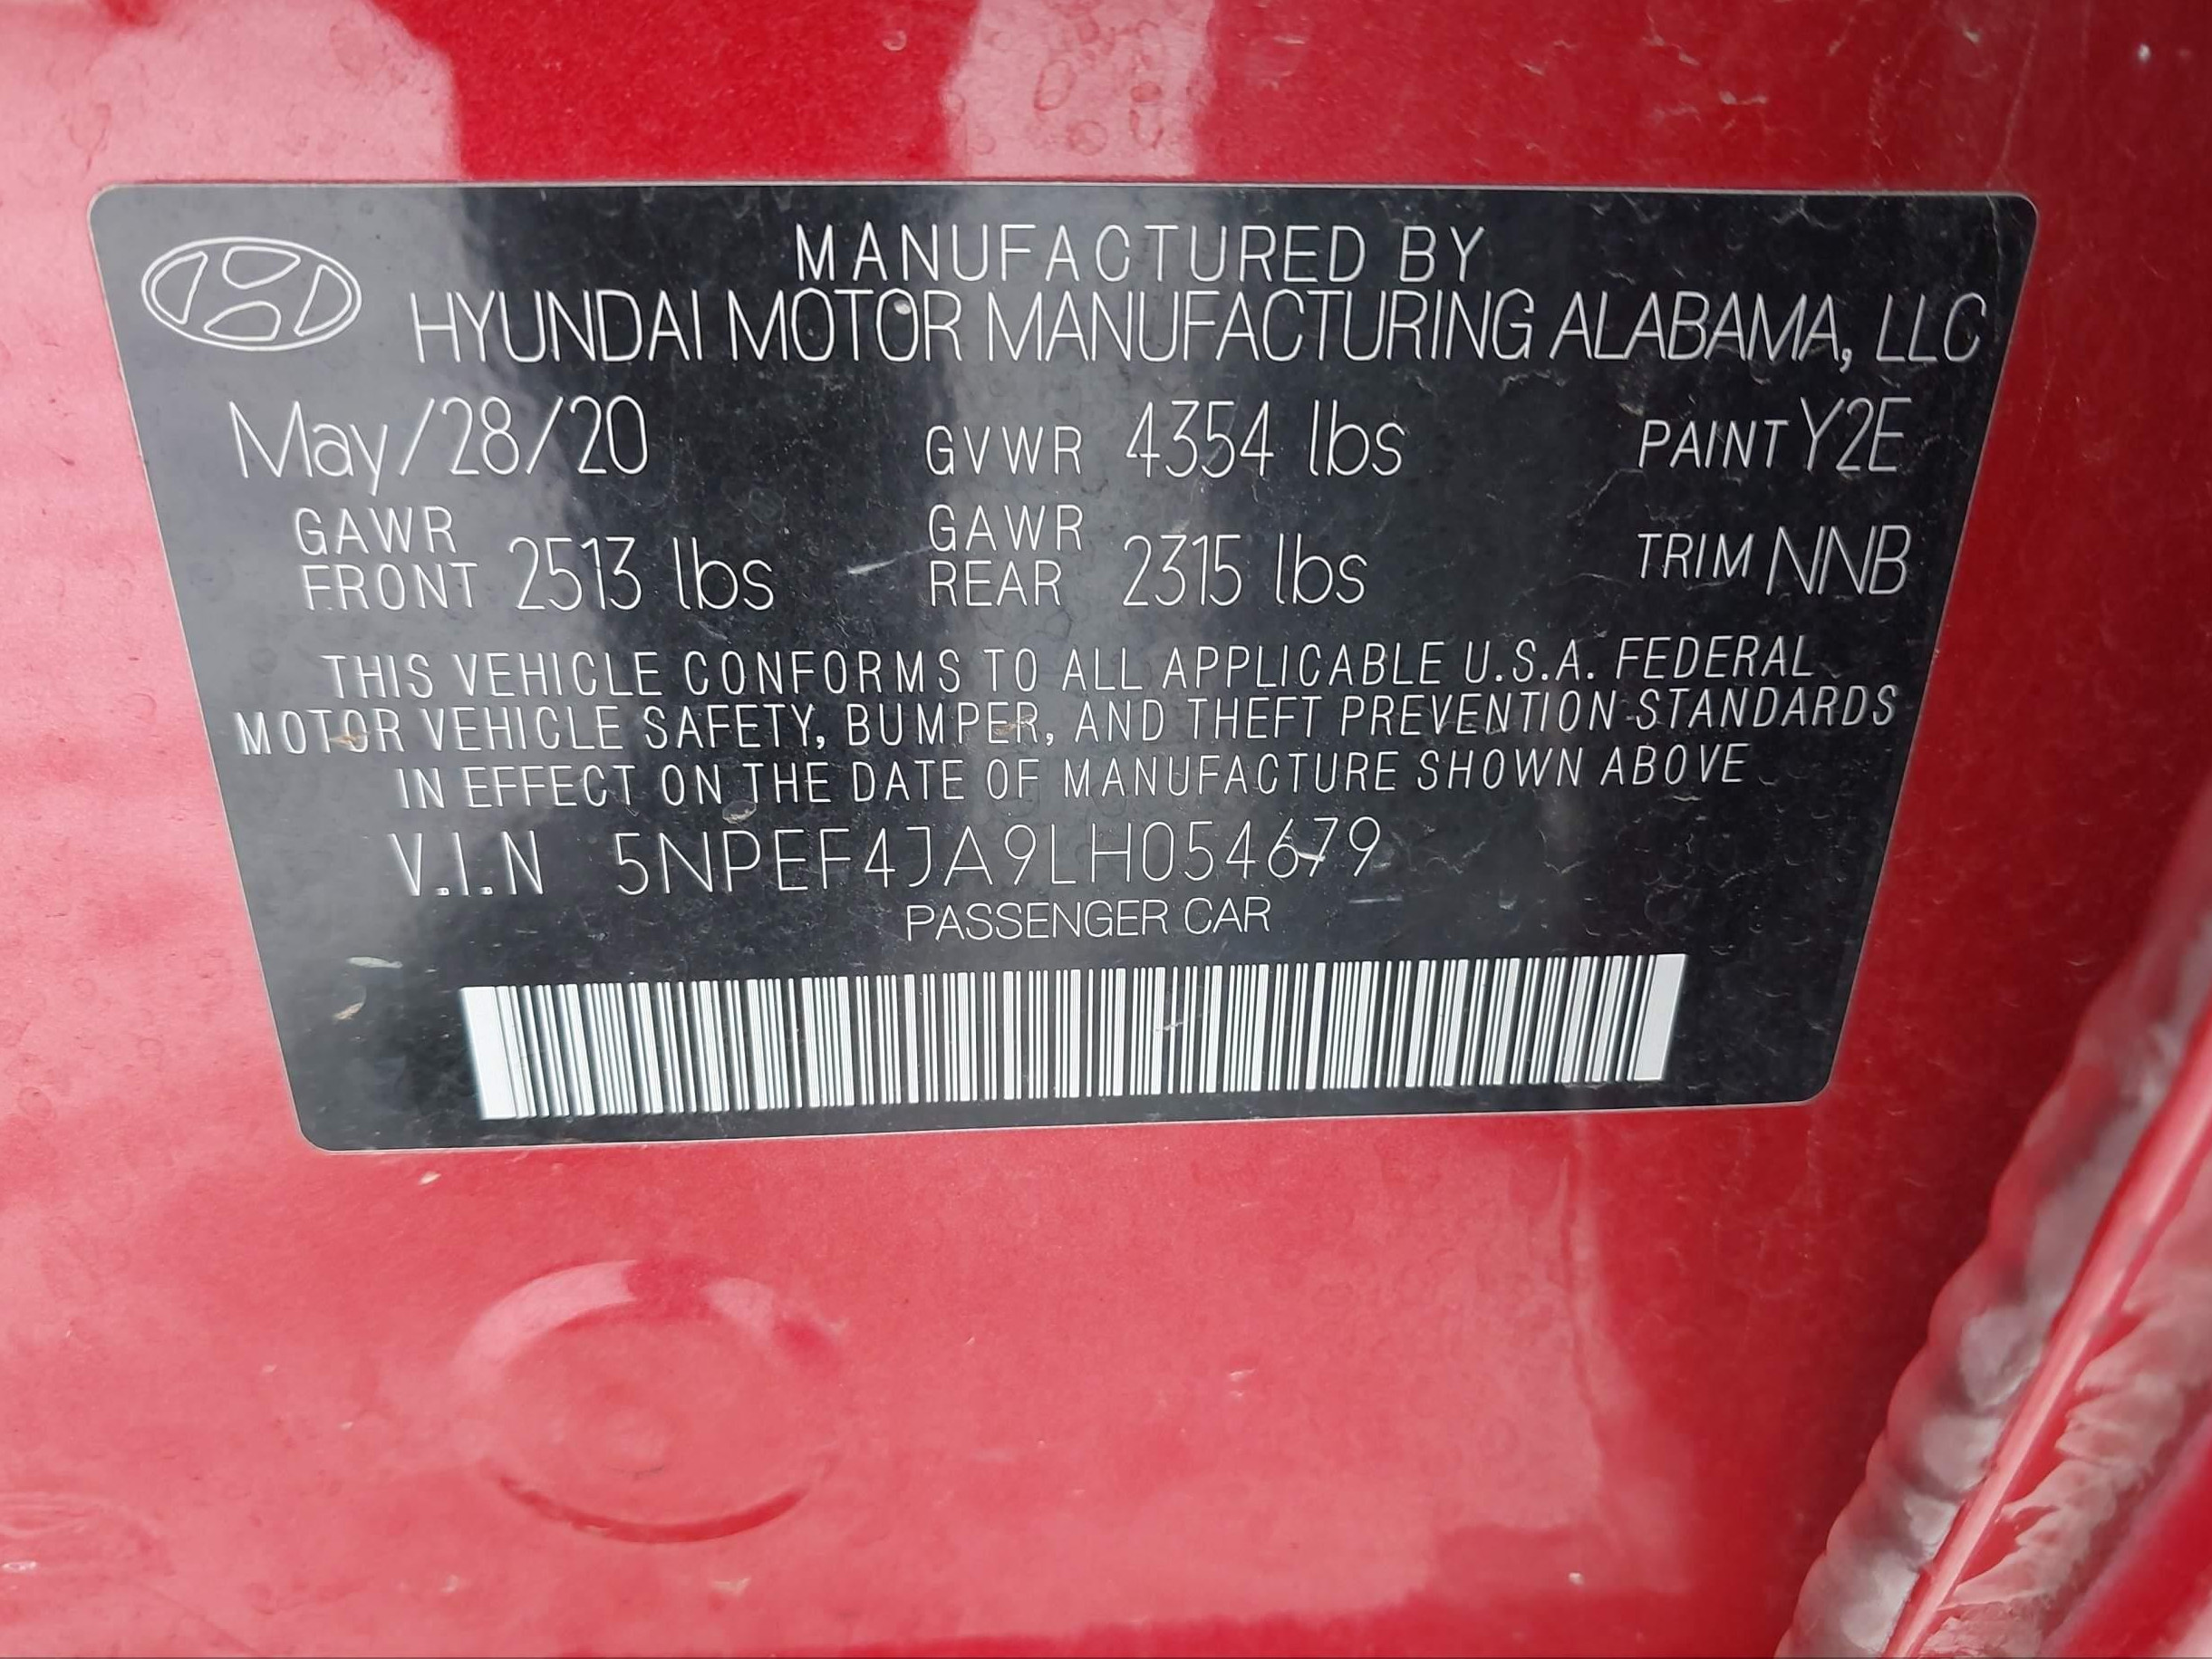 MANUFACTURED BY
HYUNDAI MOTOR MANUFACTURING ALABAMA, LLC
May/28/20 GVWR 4354 lbs PAINT Y2E
GAWR FRONT 2513 lbs GAWR REAR 2315 lbs TRIM NNB
THIS VEHICLE CONFORMS TO ALL APPLICABLE U.S.A. FEDERAL
MOTOR VEHICLE SAFETY, BUMPER, AND THEFT PREVENTION STANDARDS
IN EFFECT ON THE DATE OF MANUFACTURE SHOWN ABOVE
V.I.N 5NPEF4JA9LH054679
PASSENGER CAR